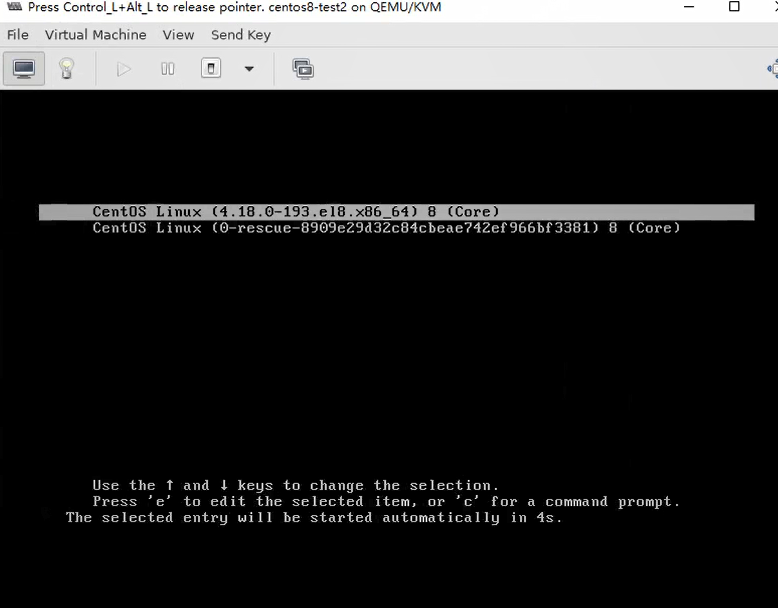 Press Control_L+Alt_L to release pointer. centos8-test2 on QEMU/KVM
File Virtual Machine View Send Key
CentOS Linux (4.18.0-193.el8.x86_64) 8 (Core)
CentOS Linux (0-rescue-8909e29d32c84cbeae742ef966bf3381) 8 (Core)
Use the ↑ and ↓ keys to change the selection.
Press 'e' to edit the selected item, or 'c' for a command prompt.
The selected entry will be started automatically in 4s.